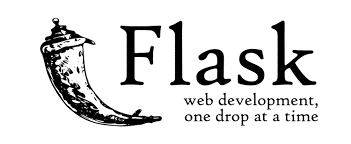 Flask
web development,
one drop at a time